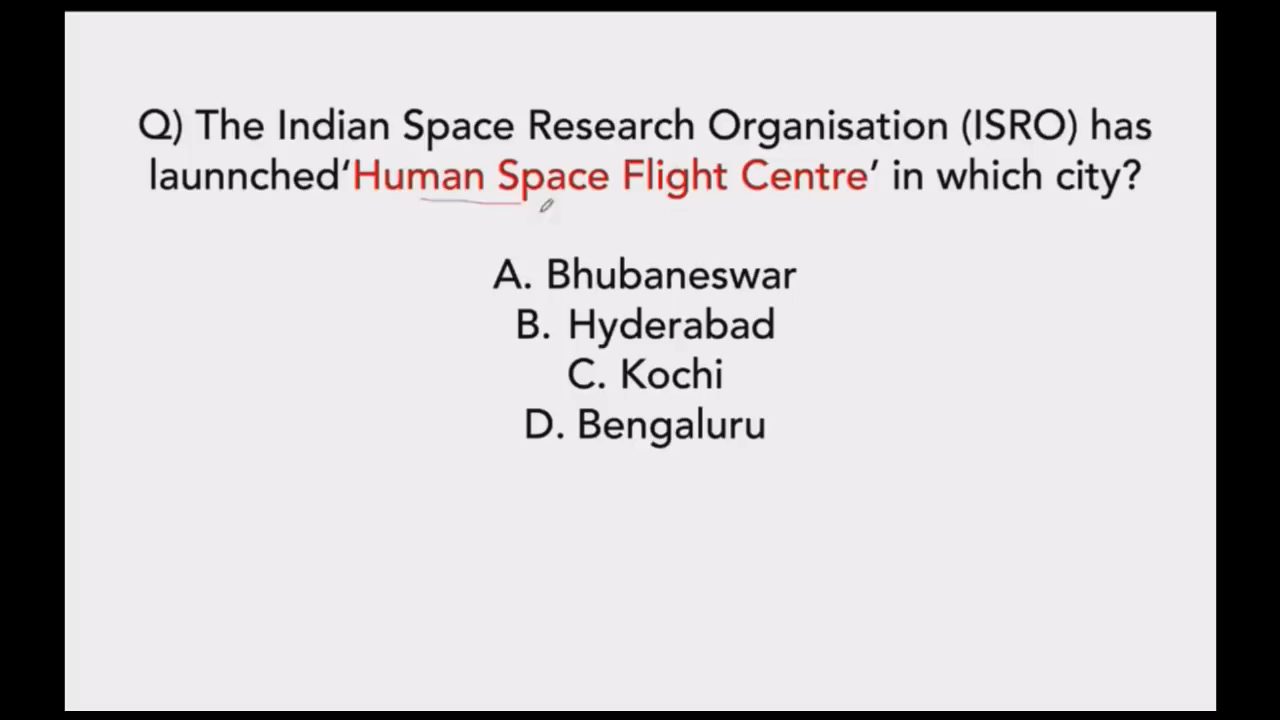 Q) The Indian Space Research Organisation (ISRO) has
launnched‘Human Space Flight Centre’ in which city?
A. Bhubaneswar
B. Hyderabad
C. Kochi
D. Bengaluru